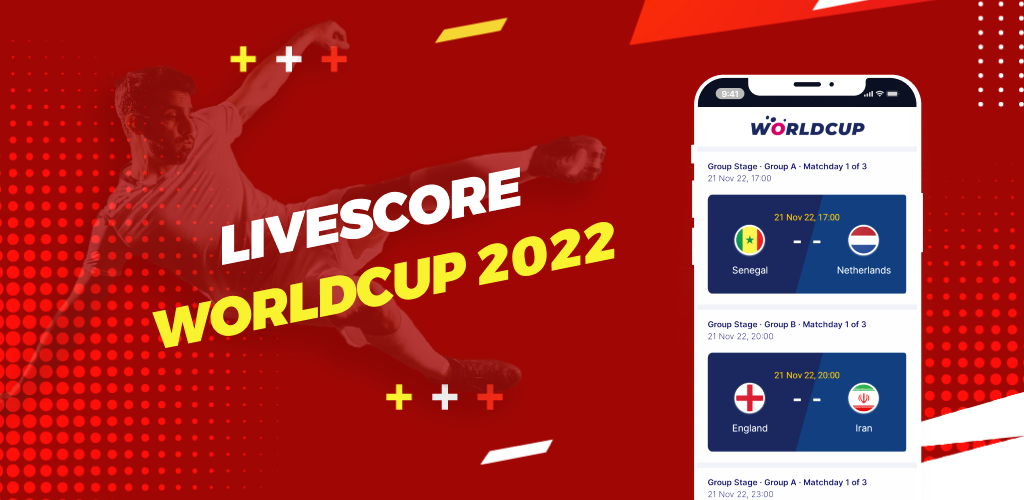 LIVESCORE
WORLDCUP 2022
9:41
WORLDCUP
Group Stage · Group A · Matchday 1 of 3
21 Nov 22, 17:00
21 Nov 22, 17:00
- -
Senegal
Netherlands
Group Stage · Group B · Matchday 1 of 3
21 Nov 22, 20:00
21 Nov 22, 20:00
- -
England
Iran
Group Stage · Group A · Matchday 1 of 3
21 Nov 22, 23:00